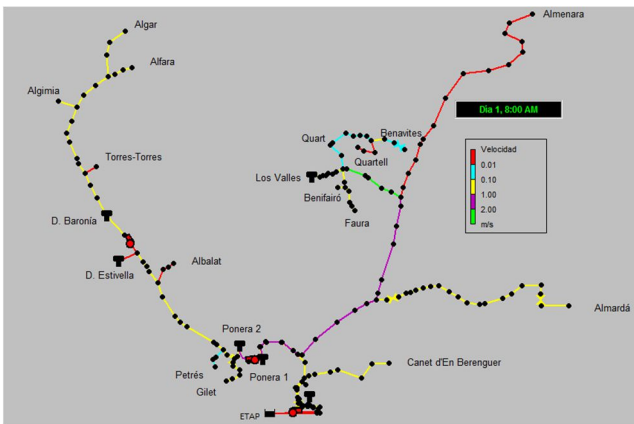 Algar
Almenara
Alfara
Algimia
Dia 1, 8:00 AM
Benavites
Quart
Velocidad
0.01
Quartell
0.10
Torres-Torres
Los Valles
1.00
Benifairó
2.00
D. Baronía
Faura
m/s
D. Estivella
Albalat
Almardá
Ponera 2
Canet d'En Berenguer
Petrés
Ponera 1
Gilet
ETAP